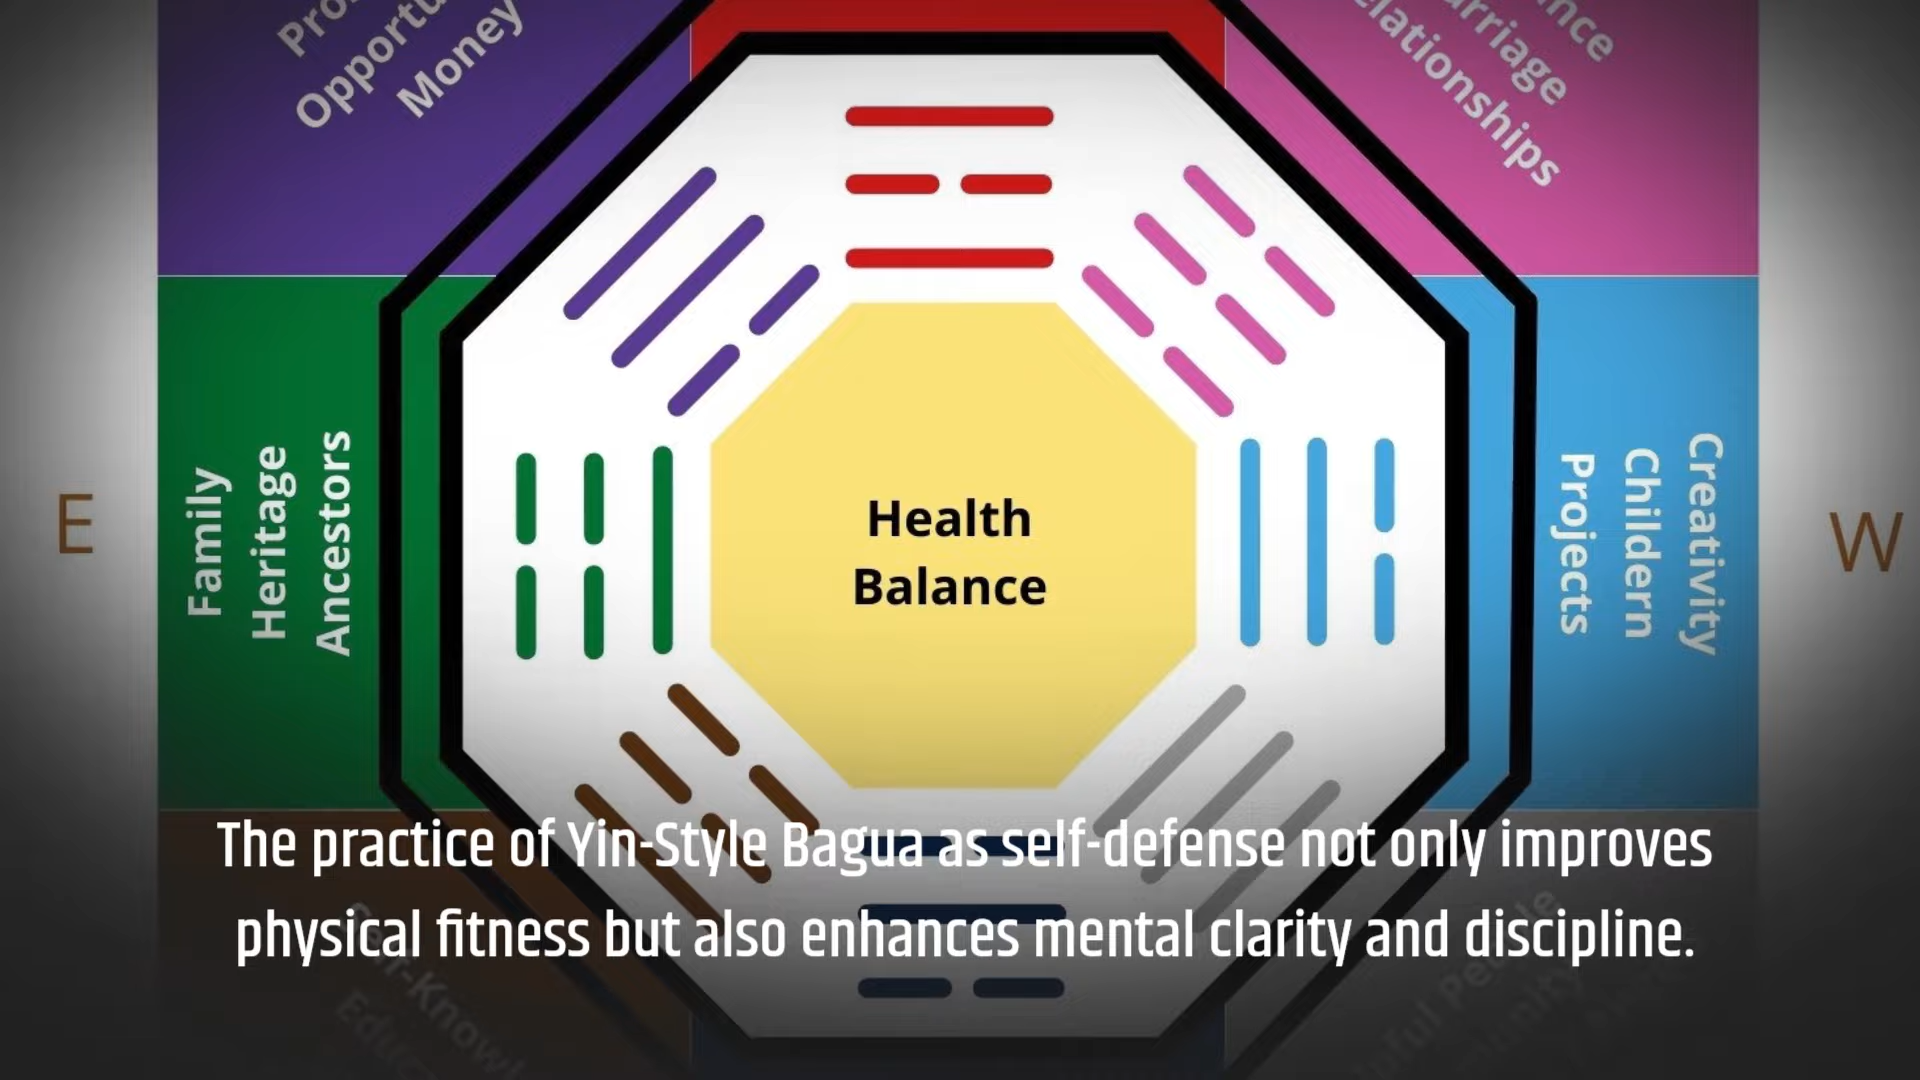 Opportu
Money
arriage
elationships
E
Family
Heritage
Ancestors
Health
Balance
Creativity
Childern
Projects
W
The practice of Yin-Style Bagua as self-defense not only improves
physical fitness but also enhances mental clarity and discipline.